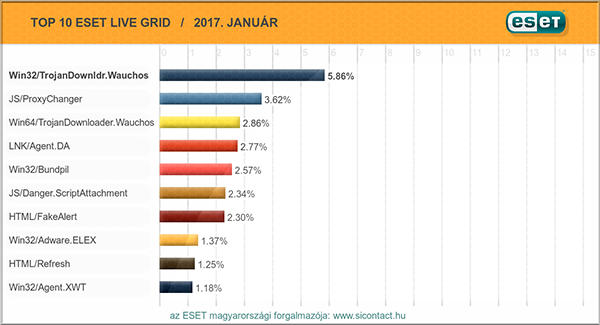 TOP 10 ESET LIVE GRID / 2017. JANUÁR
eset
0 1 2 3 4 5 6 7 8 9 10 11 12 13 14 15
Win32/TrojanDownldr.Wauchos 5.86%
JS/ProxyChanger 3.62%
Win64/TrojanDownloader.Wauchos 2.86%
LNK/Agent.DA 2.77%
Win32/Bundpil 2.57%
JS/Danger.ScriptAttachment 2.34%
HTML/FakeAlert 2.30%
Win32/Adware.ELEX 1.37%
HTML/Refresh 1.25%
Win32/Agent.XWT 1.18%
az ESET magyarországi forgalmazója: www.sicontact.hu